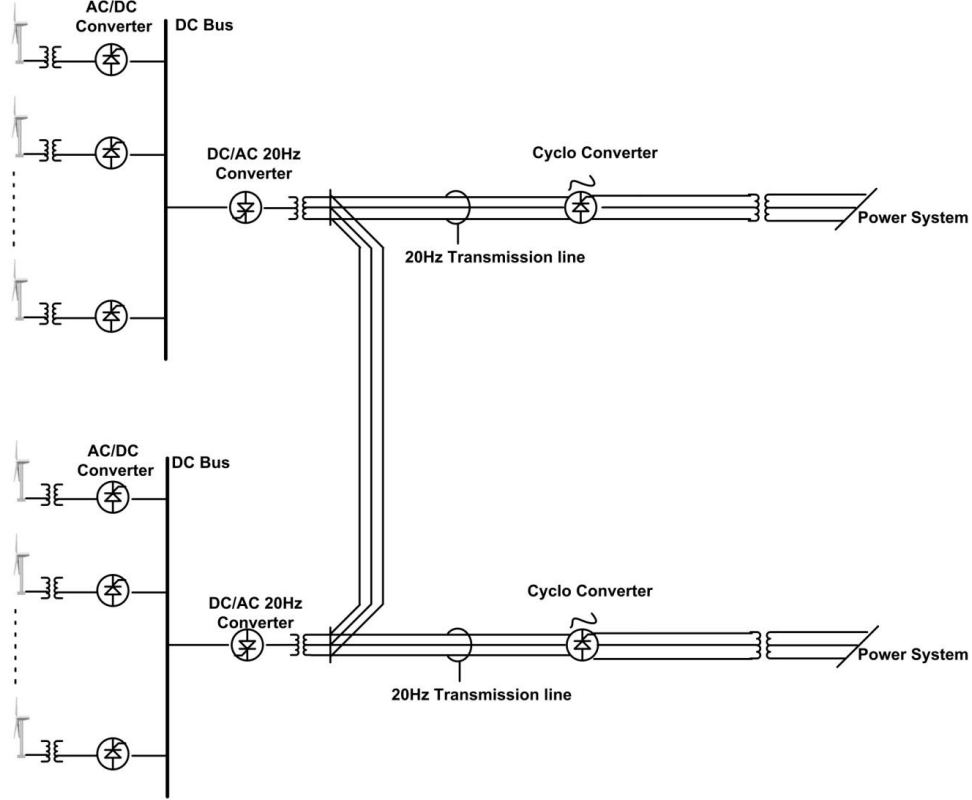 AC/DC
Converter
DC Bus
DC/AC 20Hz
Converter
Cyclo Converter
Power System
20Hz Transmission line
AC/DC
Converter
DC Bus
DC/AC 20Hz
Converter
Cyclo Converter
Power System
20Hz Transmission line